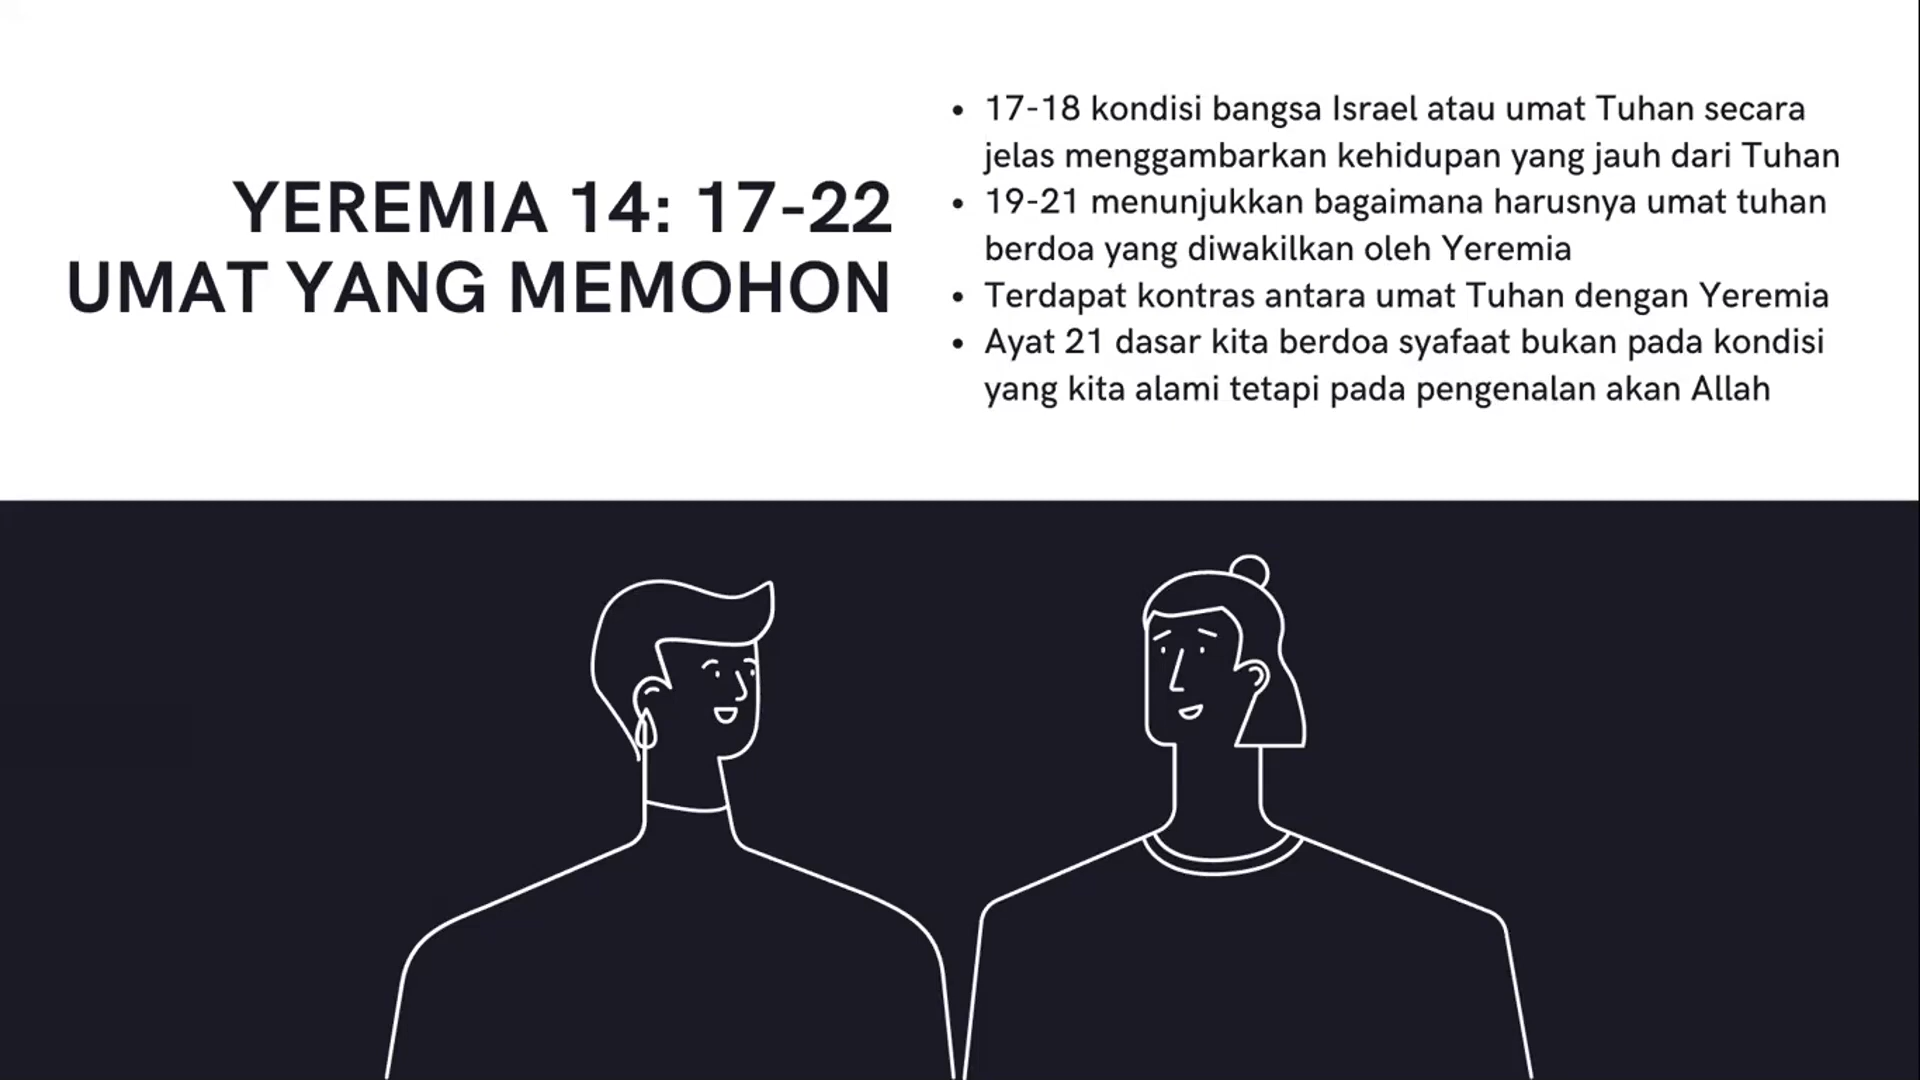 YEREMIA 14: 17-22
UMAT YANG MEMOHON
• 17-18 kondisi bangsa Israel atau umat Tuhan secara
jelas menggambarkan kehidupan yang jauh dari Tuhan
• 19-21 menunjukkan bagaimana harusnya umat tuhan
berdoa yang diwakilkan oleh Yeremia
• Terdapat kontras antara umat Tuhan dengan Yeremia
• Ayat 21 dasar kita berdoa syafaat bukan pada kondisi
yang kita alami tetapi pada pengenalan akan Allah